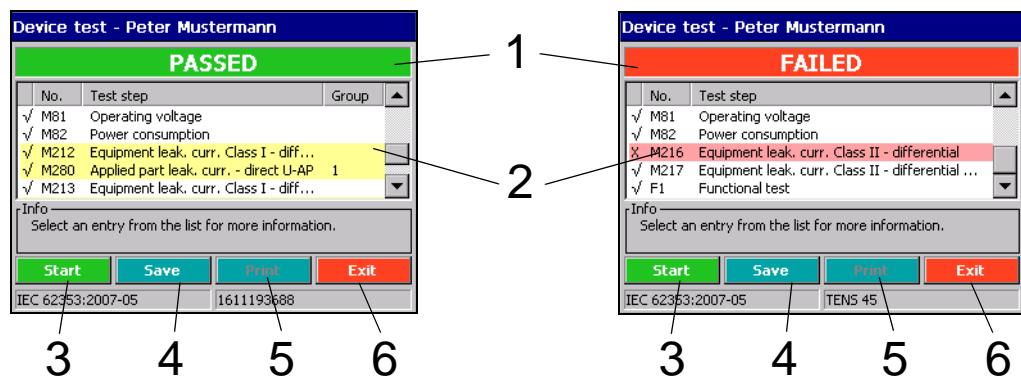 Device test - Peter Mustermann
PASSED
No. Test step Group
√ M81 Operating voltage
√ M82 Power consumption
√ M212 Equipment leak. curr. Class I - diff...
√ M280 Applied part leak. curr. - direct U-AP 1
√ M213 Equipment leak. curr. Class I - diff...
Info
Select an entry from the list for more information.
Start Save Print Exit
IEC 62353:2007-05 1611193688
3 4 5 6
1
2
Device test - Peter Mustermann
FAILED
No. Test step
√ M81 Operating voltage
√ M82 Power consumption
X M216 Equipment leak. curr. Class II - differential
√ M217 Equipment leak. curr. Class II - differential ...
√ F1 Functional test
Info
Select an entry from the list for more information.
Start Save Print Exit
IEC 62353:2007-05 TENS 45
3 4 5 6